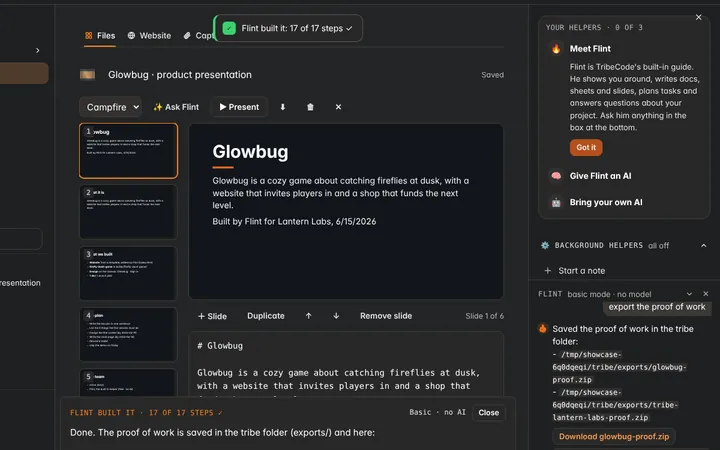 Files
Website
Flint built it: 17 of 17 steps ✓
Glowbug · product presentation
Saved
Campfire
✨ Ask Flint
▶ Present
1
2
3
4
5
Glowbug
Glowbug is a cozy game about catching fireflies at dusk, with a
website that invites players in and a shop that funds the next
level.
Built by Flint for Lantern Labs, 6/15/2026
+ Slide
Duplicate
↑
↓
Remove slide
Slide 1 of 6
# Glowbug
Glowbug is a cozy game about catching fireflies at dusk,
with a website that invites players in and a shop that
FLINT BUILT IT · 17 OF 17 STEPS ✓
Basic · no AI
Close
Done. The proof of work is saved in the tribe folder (exports/) and here:
YOUR HELPERS · 0 OF 3
Meet Flint
Flint is TribeCode's built-in guide.
He shows you around, writes docs,
sheets and slides, plans tasks and
answers questions about your
project. Ask him anything in the
box at the bottom.
Got it
Give Flint an AI
Bring your own AI
BACKGROUND HELPERS all off
+ Start a note
FLINT basic mode · no model
export the proof of work
Saved the proof of work in the tribe
folder:
- /tmp/showcase-
6q0dqeqi/tribe/exports/glowbug-
proof.zip
- /tmp/showcase-
6q0dqeqi/tribe/exports/tribe-
lantern-labs-proof.zip
Download glowbug-proof.zip